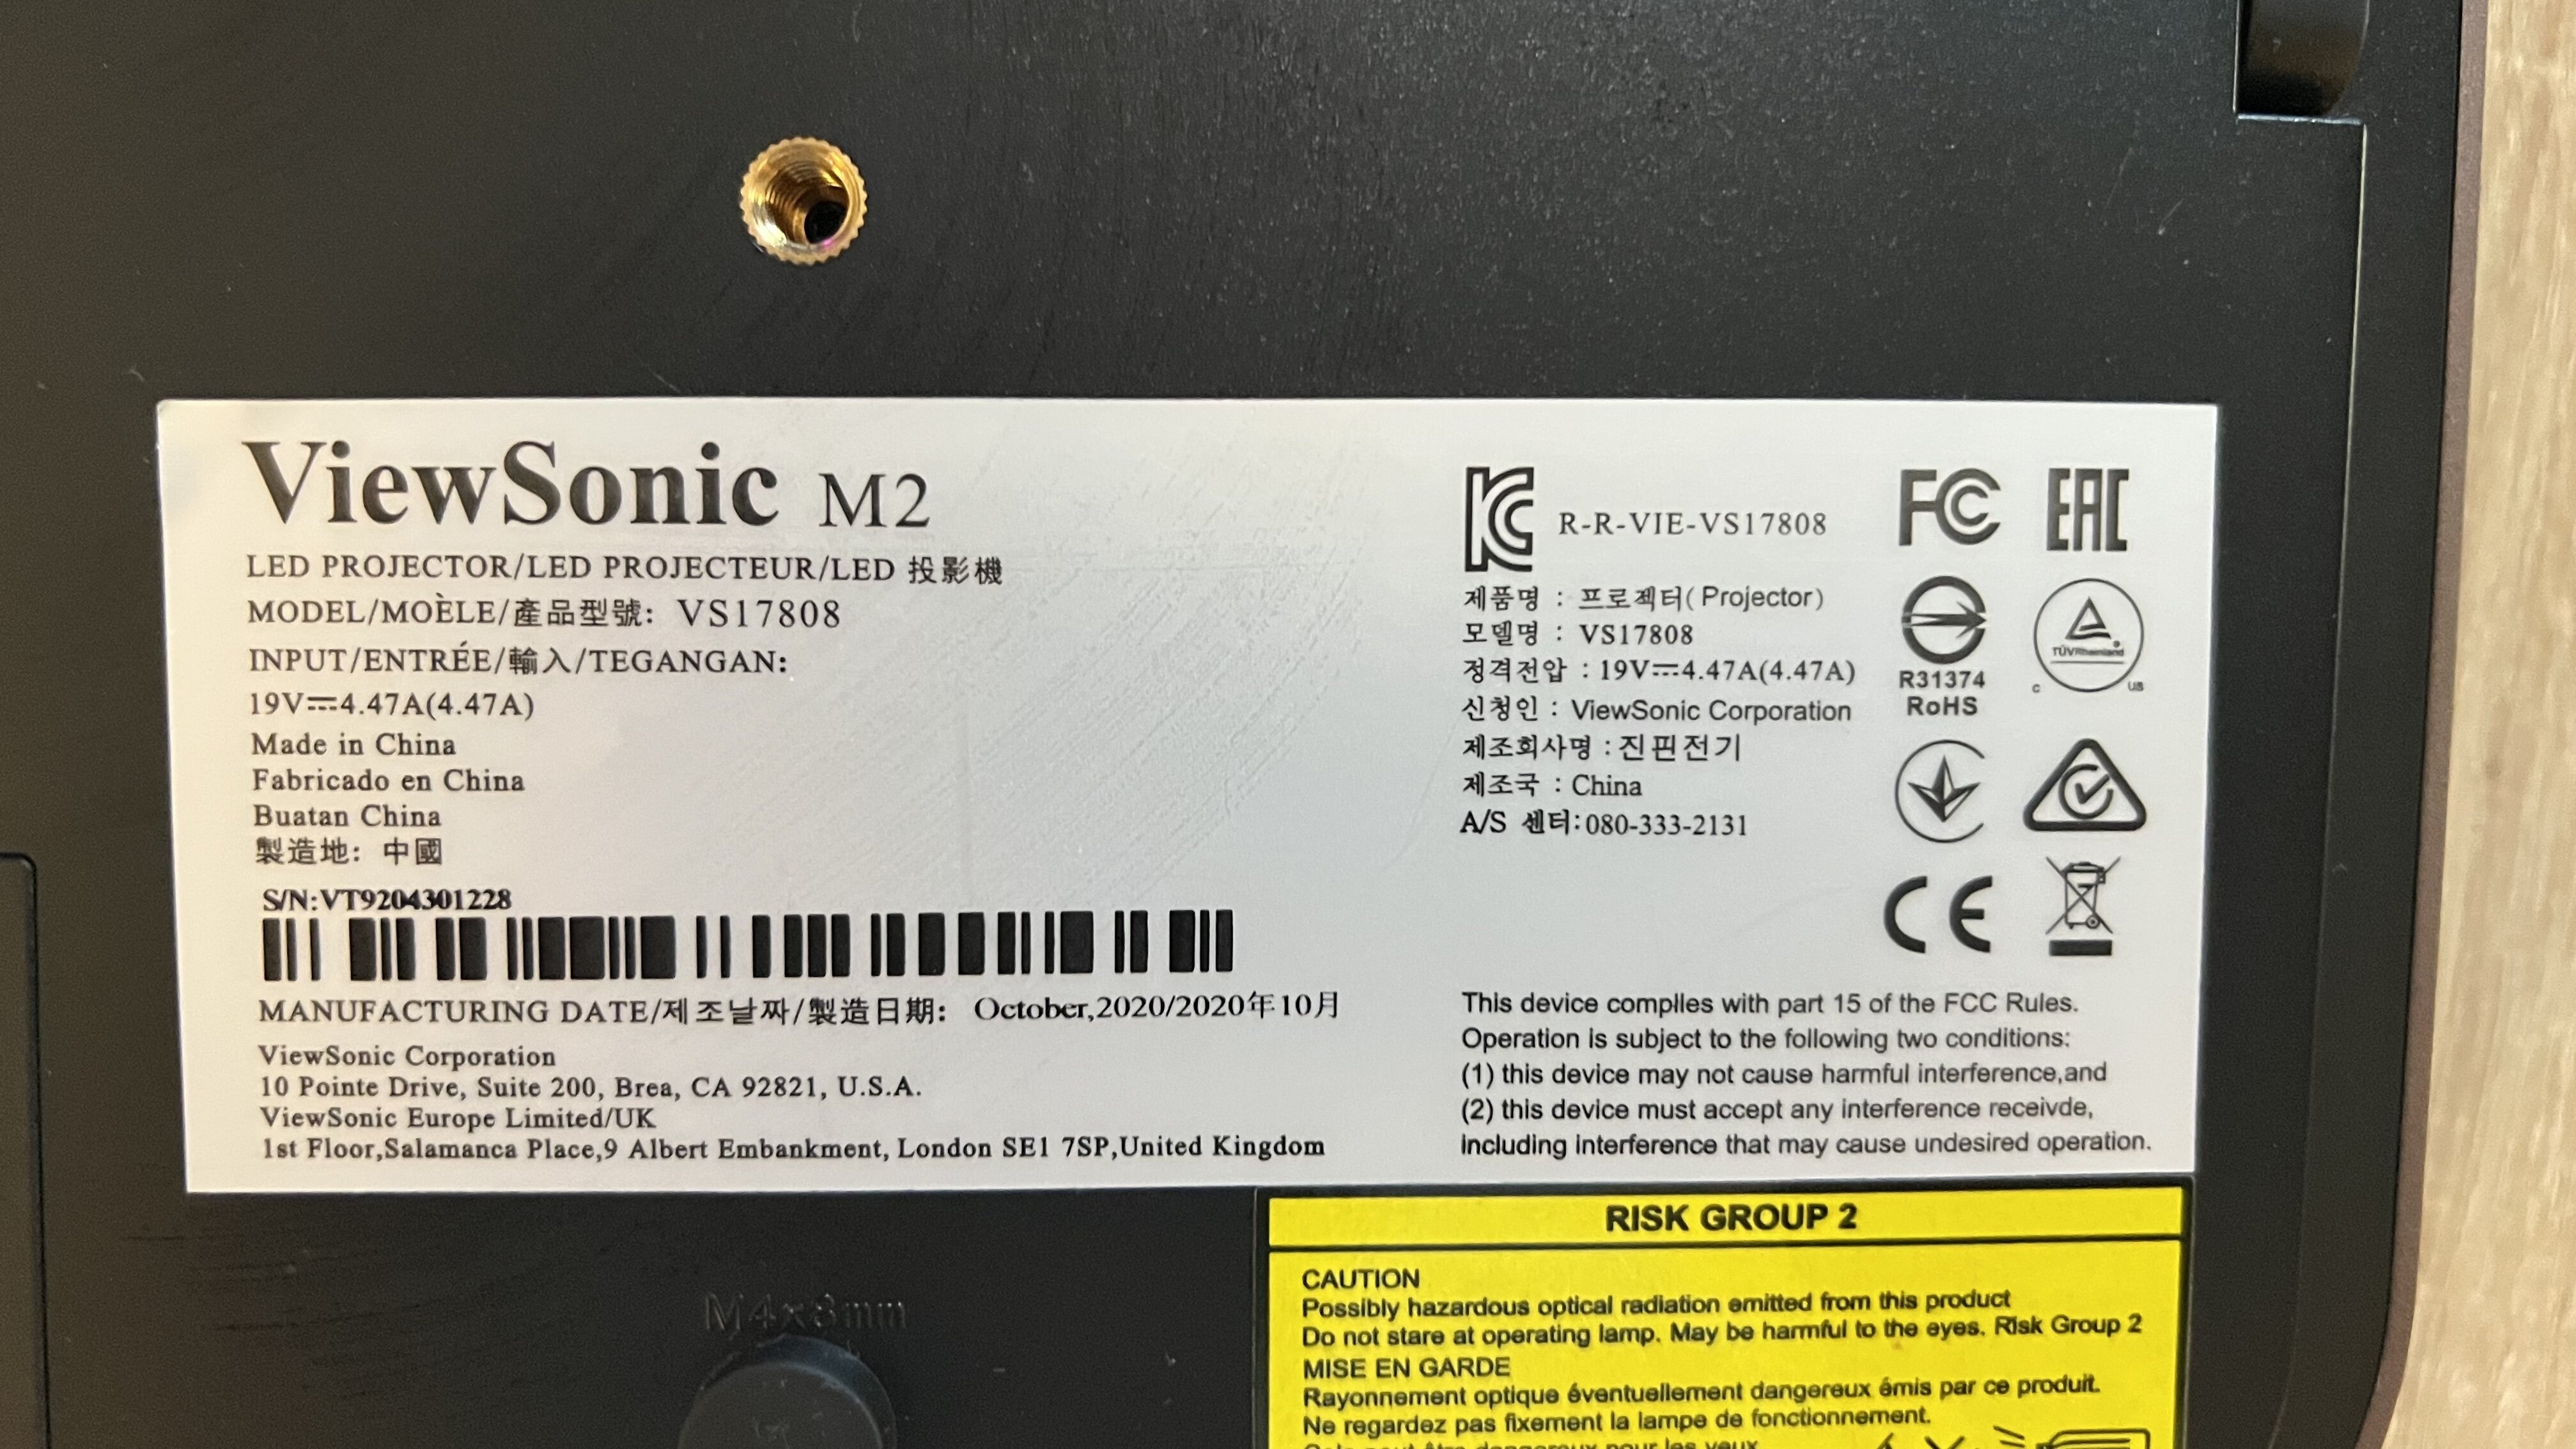 ViewSonic M2
LED PROJECTOR/LED PROJECTEUR/LED 投影機
MODEL/MOÈLE/產品型號: VS17808
INPUT/ENTRÉE/輸入/TEGANGAN:
19V⎓4.47A(4.47A)
Made in China
Fabricado en China
Buatan China
製造地: 中國
S/N:VT9204301228
MANUFACTURING DATE/제조날짜/製造日期: October,2020/2020年10月
ViewSonic Corporation
10 Pointe Drive, Suite 200, Brea, CA 92821, U.S.A.
ViewSonic Europe Limited/UK
1st Floor,Salamanca Place,9 Albert Embankment, London SE1 7SP,United Kingdom
R-R-VIE-VS17808
제품명 : 프로젝터( Projector)
모델명 : VS17808
정격전압 : 19V⎓4.47A(4.47A)
신청인 : ViewSonic Corporation
제조회사명 : 진핀전기
제조국 : China
A/S 센터:080-333-2131
FC
EAC
R31374
RoHS
TÜVRheinland
c us
CE
This device complies with part 15 of the FCC Rules.
Operation is subject to the following two conditions:
(1) this device may not cause harmful interference,and
(2) this device must accept any interference receivde,
including interference that may cause undesired operation.
RISK GROUP 2
CAUTION
Possibly hazardous optical radiation emitted from this product
Do not stare at operating lamp. May be harmful to the eyes. Risk Group 2
MISE EN GARDE
Rayonnement optique éventuellement dangereux émis par ce produit.
Ne regardez pas fixement la lampe de fonctionnement.
M4x8mm